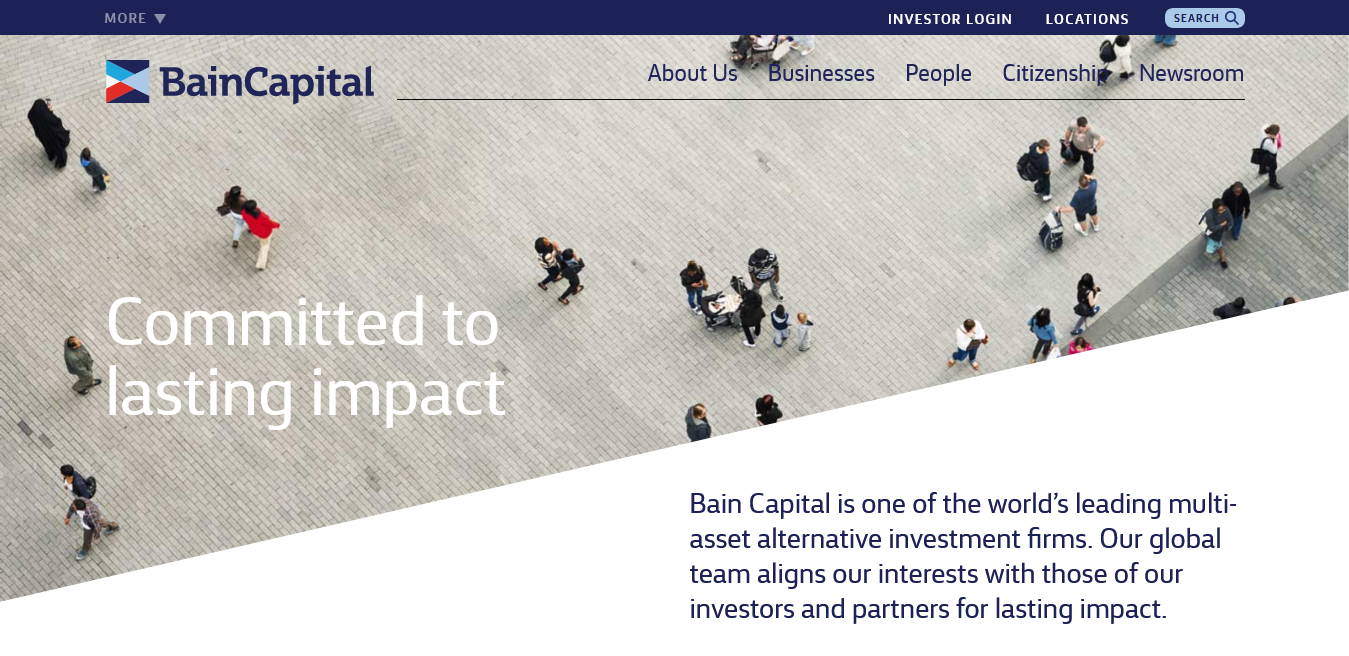 MORE
INVESTOR LOGIN
LOCATIONS
SEARCH
BainCapital
About Us
Businesses
People
Citizenship
Newsroom
Committed to
lasting impact
Bain Capital is one of the world’s leading multi-
asset alternative investment firms. Our global
team aligns our interests with those of our
investors and partners for lasting impact.